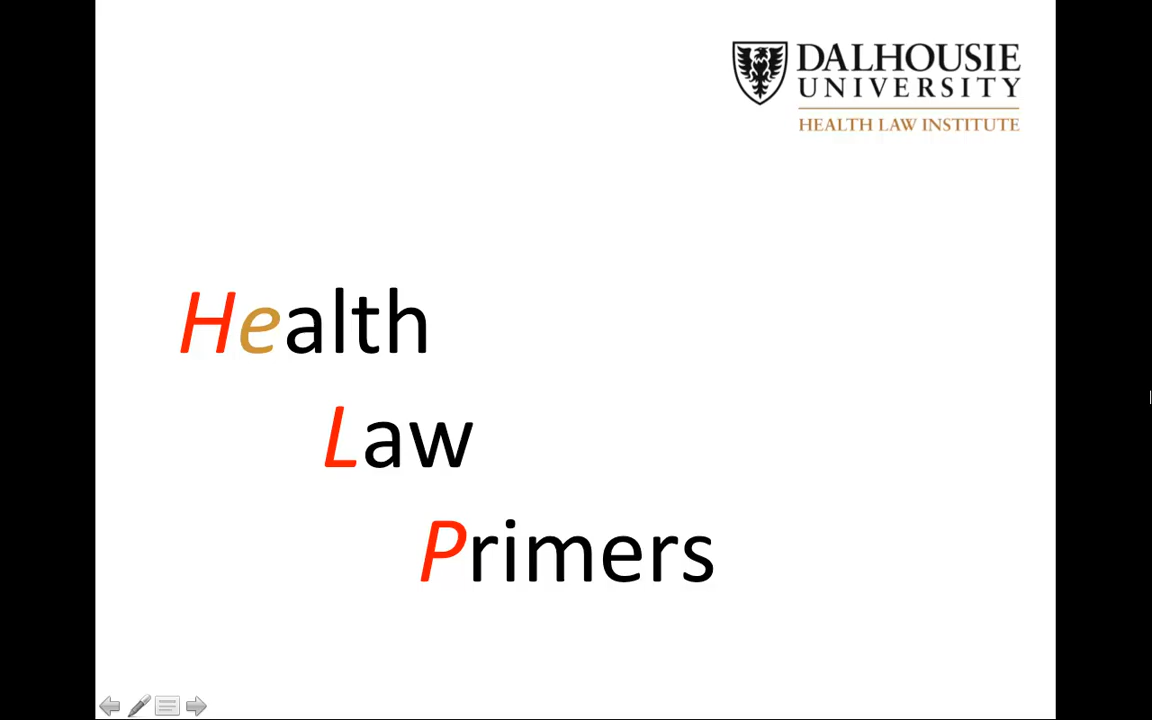 DALHOUSIE
UNIVERSITY
HEALTH LAW INSTITUTE
Health
Law
Primers